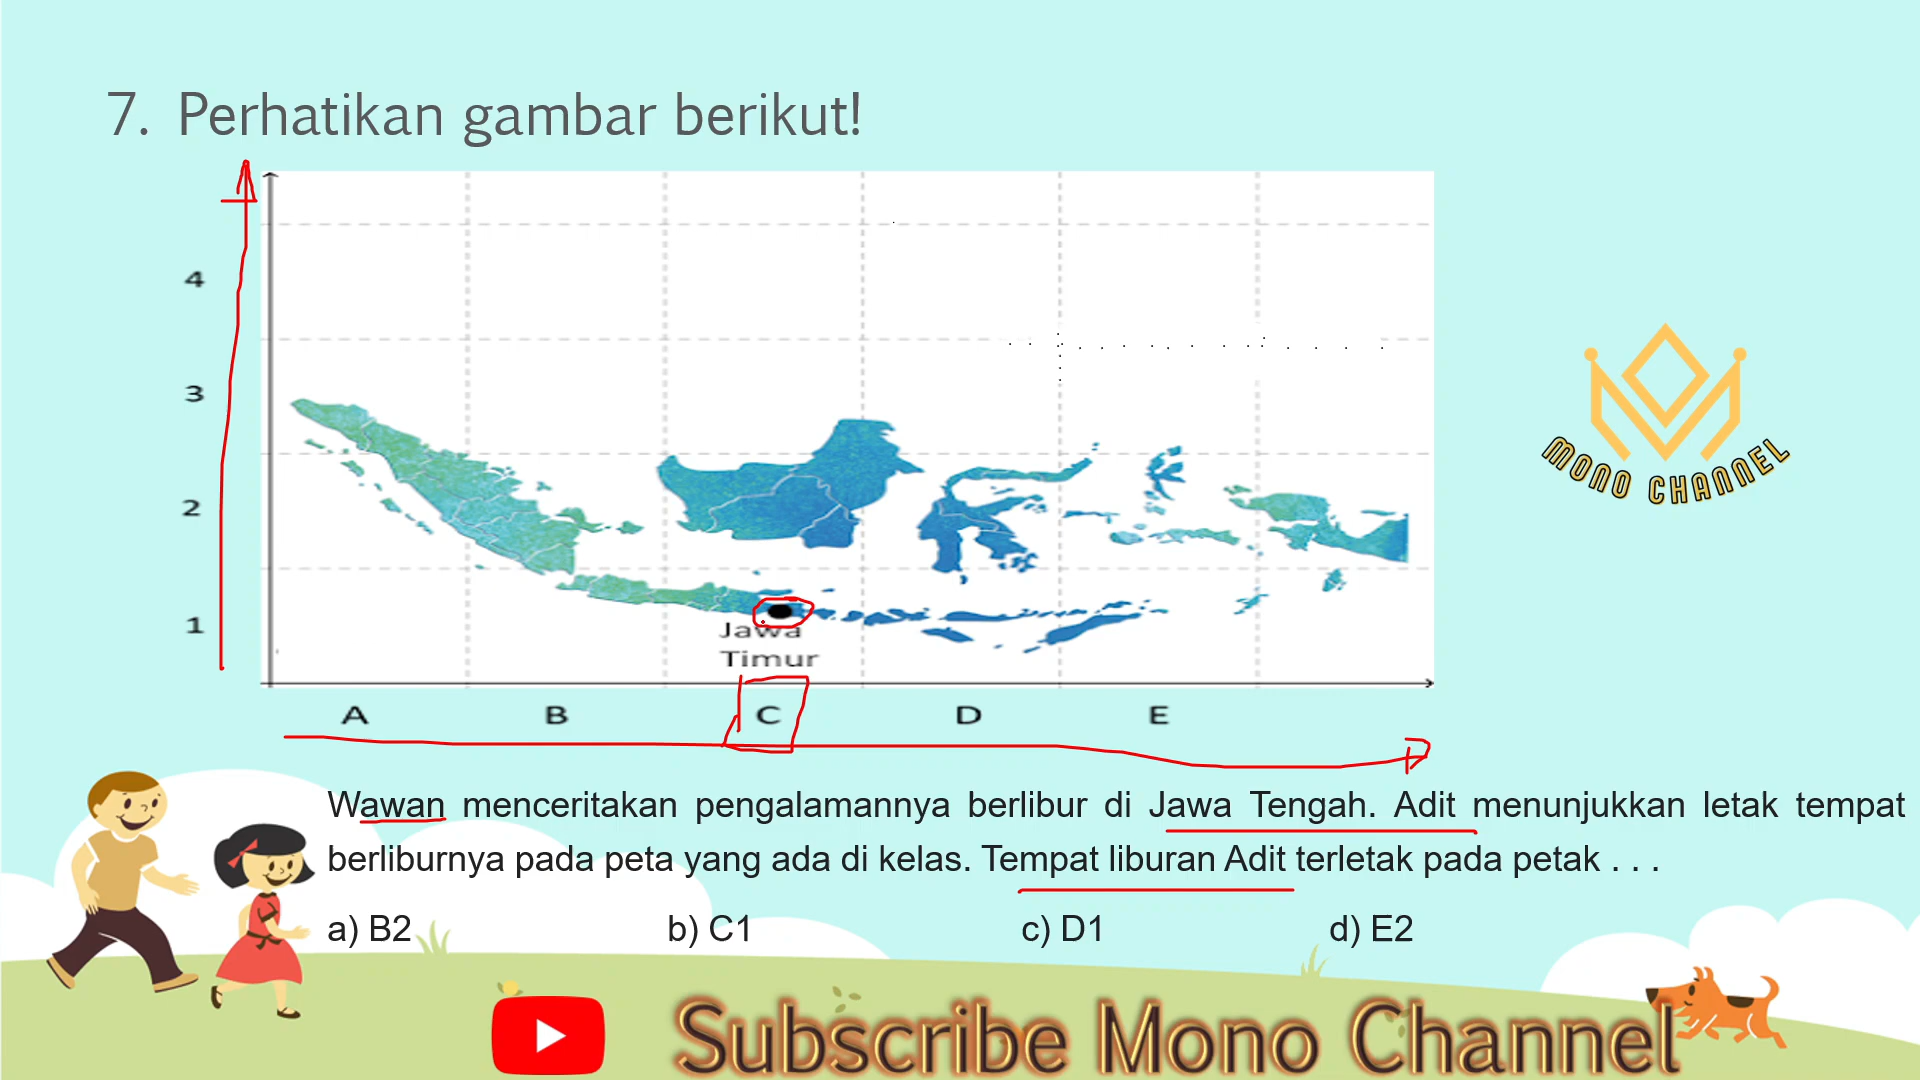 7. Perhatikan gambar berikut!
4
3
2
1
Jawa
Timur
A B C D E
MONO CHANNEL
Wawan menceritakan pengalamannya berlibur di Jawa Tengah. Adit menunjukkan letak tempat
berliburnya pada peta yang ada di kelas. Tempat liburan Adit terletak pada petak . . .
a) B2 b) C1 c) D1 d) E2
Subscribe Mono Channel